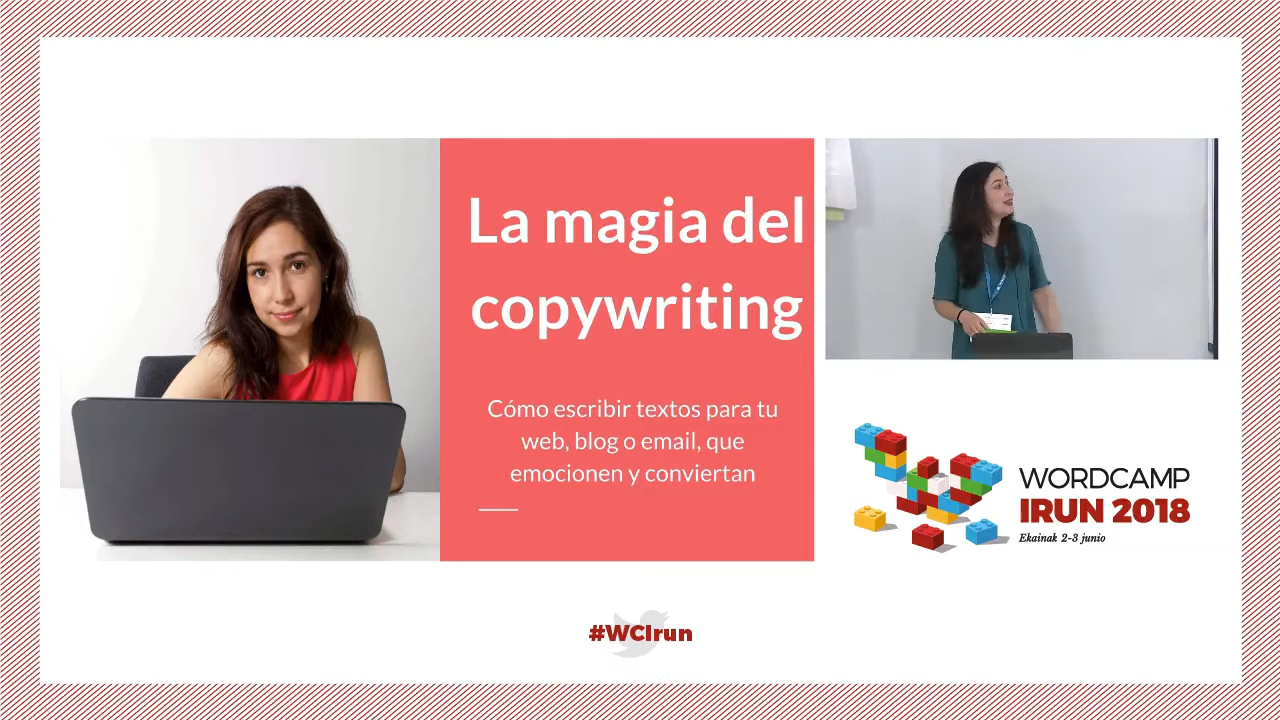 La magia del
copywriting
Cómo escribir textos para tu
web, blog o email, que
emocionen y conviertan
WORDCAMP
IRUN 2018
Ekainak 2-3 junio
#WCIrun